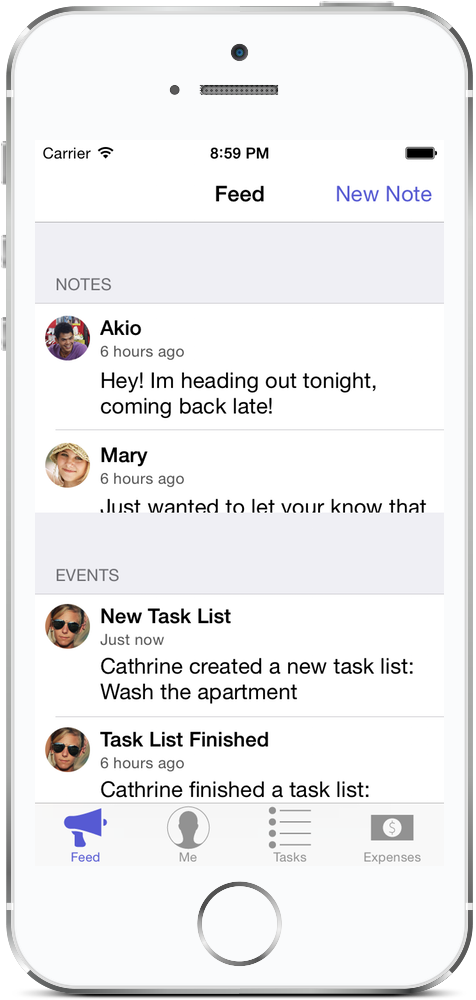 Carrier 8:59 PM
Feed New Note
NOTES
Akio
6 hours ago
Hey! Im heading out tonight,
coming back late!
Mary
6 hours ago
Just wanted to let your know that
EVENTS
New Task List
Just now
Cathrine created a new task list:
Wash the apartment
Task List Finished
6 hours ago
Cathrine finished a task list:
Feed Me Tasks Expenses